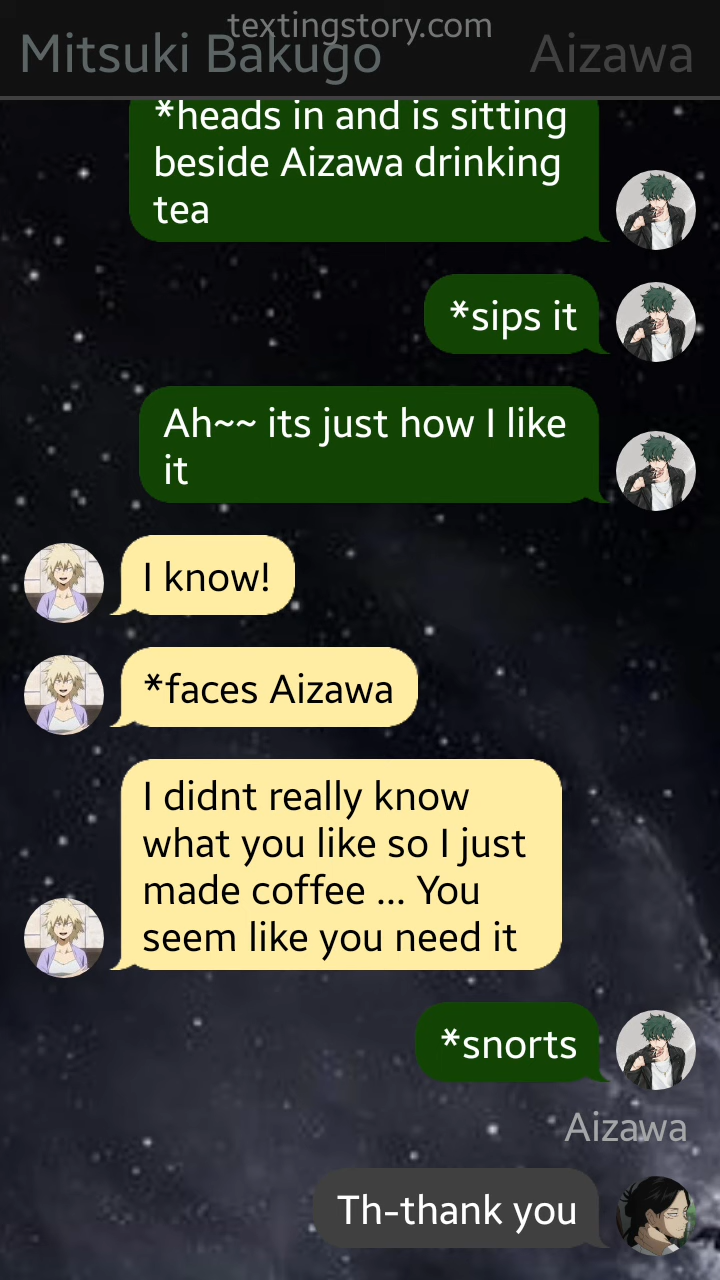 textingstory.com
Mitsuki Bakugo
Aizawa
*heads in and is sitting
beside Aizawa drinking
tea
*sips it
Ah~~ its just how I like
it
I know!
*faces Aizawa
I didnt really know
what you like so I just
made coffee ... You
seem like you need it
*snorts
Aizawa
Th-thank you